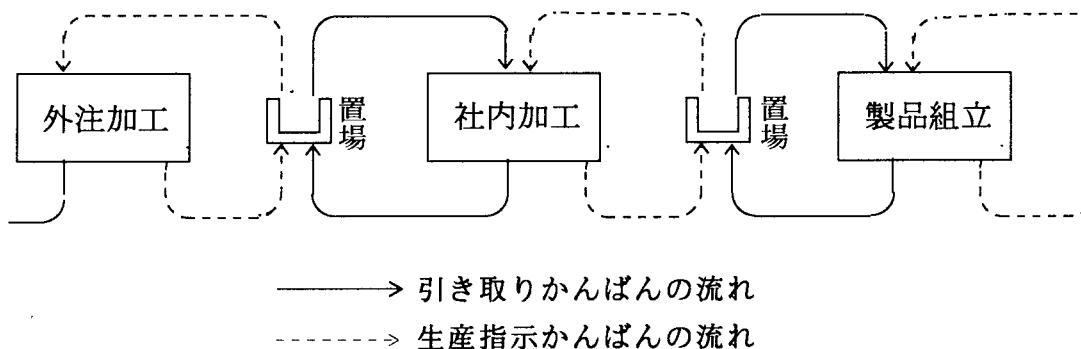 外注加工
置場
社内加工
置場
製品組立
引き取りかんばんの流れ
生産指示かんばんの流れ